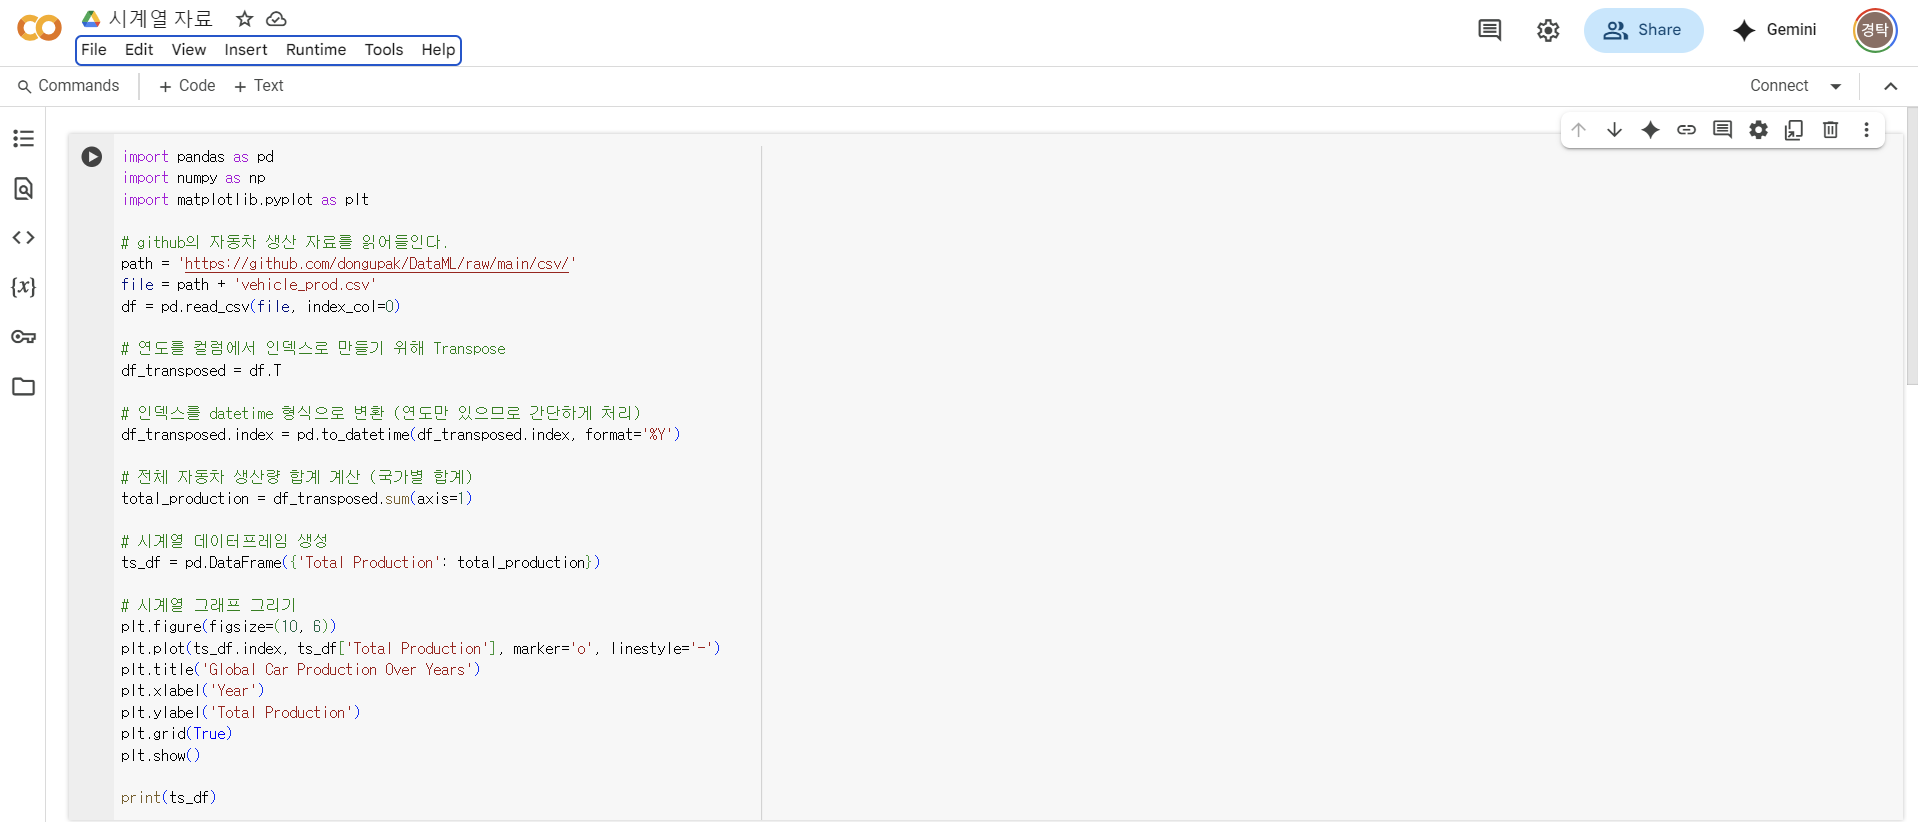 시계열 자료
File Edit View Insert Runtime Tools Help
Share
Gemini
경탁
Commands
+ Code + Text
Connect
import pandas as pd
import numpy as np
import matplotlib.pyplot as plt
# github의 자동차 생산 자료를 읽어들인다.
path = 'https://github.com/dongupak/DataML/raw/main/csv/'
file = path + 'vehicle_prod.csv'
df = pd.read_csv(file, index_col=0)
# 연도를 컬럼에서 인덱스로 만들기 위해 Transpose
df_transposed = df.T
# 인덱스를 datetime 형식으로 변환 (연도만 있으므로 간단하게 처리)
df_transposed.index = pd.to_datetime(df_transposed.index, format='%Y')
# 전체 자동차 생산량 합계 계산 (국가별 합계)
total_production = df_transposed.sum(axis=1)
# 시계열 데이터프레임 생성
ts_df = pd.DataFrame({'Total Production': total_production})
# 시계열 그래프 그리기
plt.figure(figsize=(10, 6))
plt.plot(ts_df.index, ts_df['Total Production'], marker='o', linestyle='-')
plt.title('Global Car Production Over Years')
plt.xlabel('Year')
plt.ylabel('Total Production')
plt.grid(True)
plt.show()
print(ts_df)